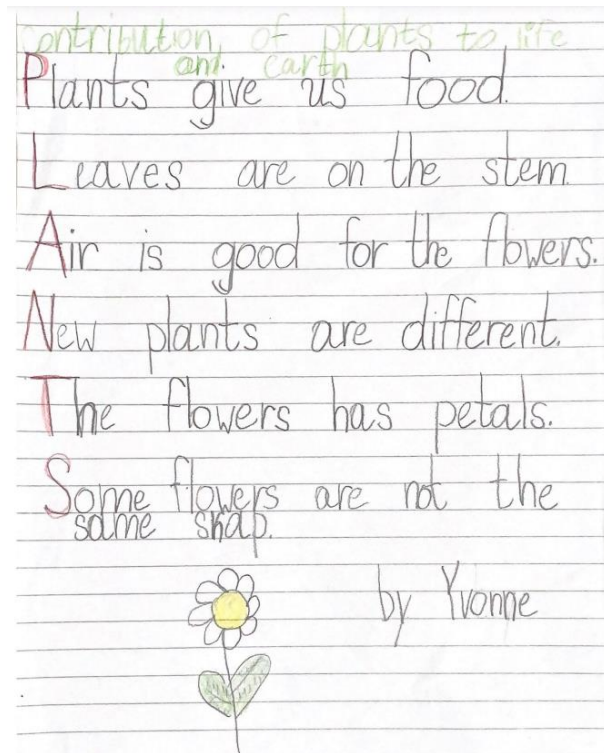 contribution of plants to life
and earth
Plants give us food.
Leaves are on the stem.
Air is good for the flowers.
New plants are different.
The flowers has petals.
Some flowers are not the
same shap.
by Yvonne